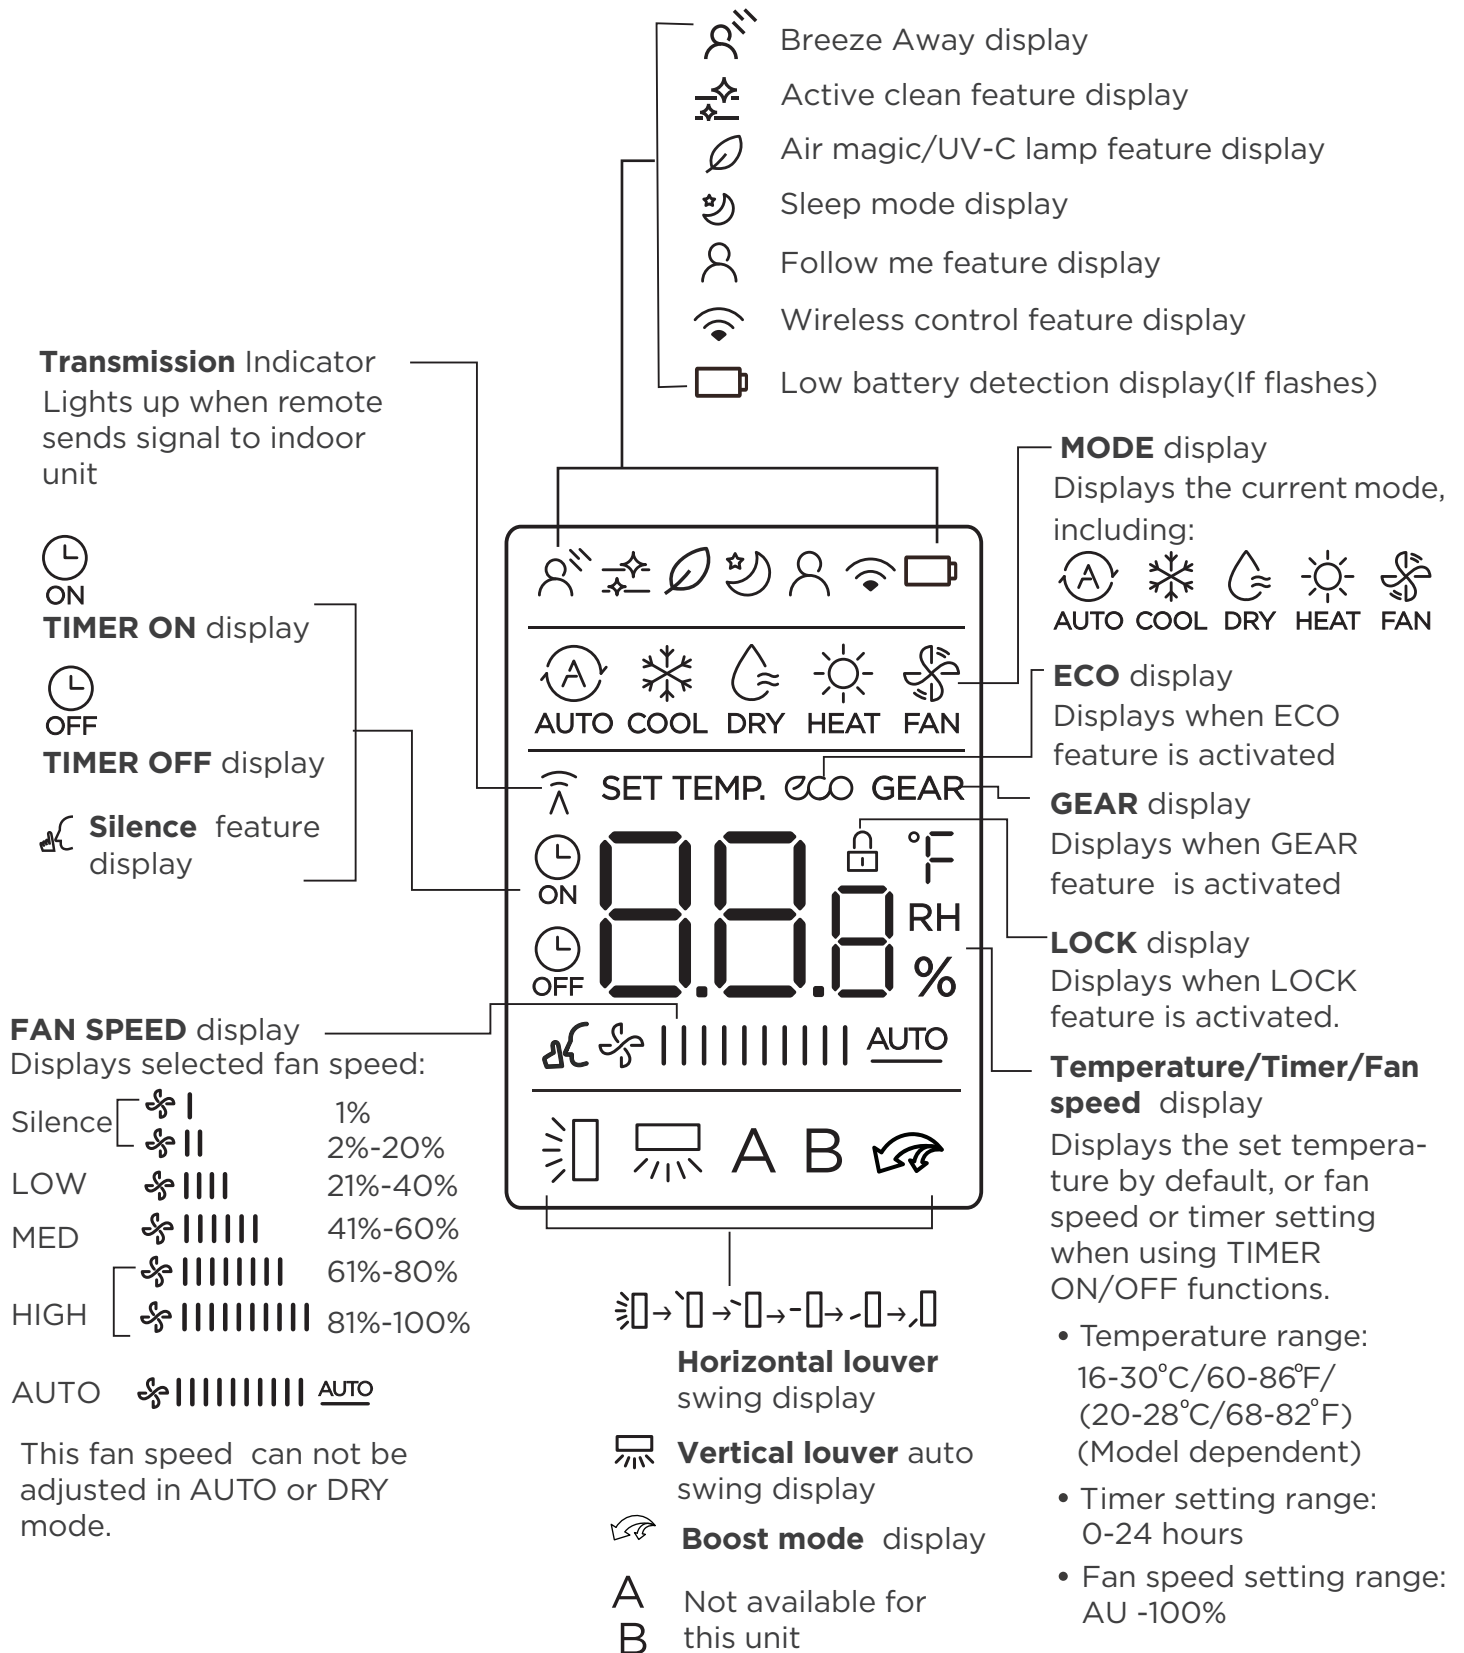 Breeze Away display
Active clean feature display
Air magic/UV-C lamp feature display
Sleep mode display
Follow me feature display
Wireless control feature display
Low battery detection display(If flashes)
Transmission Indicator
Lights up when remote
sends signal to indoor
unit
ON
TIMER ON display
OFF
TIMER OFF display
Silence feature
display
FAN SPEED display
Displays selected fan speed:
Silence
1%
2%-20%
LOW 21%-40%
MED 41%-60%
61%-80%
HIGH
81%-100%
AUTO AUTO
This fan speed can not be
adjusted in AUTO or DRY
mode.
A
AUTO COOL DRY HEAT FAN
SET TEMP. eco GEAR
ON
88.8
°F
RH
OFF
%
AUTO
A B
Horizontal louver
swing display
Vertical louver auto
swing display
Boost mode display
A
B
Not available for
this unit
MODE display
Displays the current mode,
including:
A
AUTO COOL DRY HEAT FAN
ECO display
Displays when ECO
feature is activated
GEAR display
Displays when GEAR
feature is activated
LOCK display
Displays when LOCK
feature is activated.
Temperature/Timer/Fan
speed display
Displays the set tempera-
ture by default, or fan
speed or timer setting
when using TIMER
ON/OFF functions.
• Temperature range:
16-30°C/60-86°F/
(20-28°C/68-82°F)
(Model dependent)
• Timer setting range:
0-24 hours
• Fan speed setting range:
AU -100%